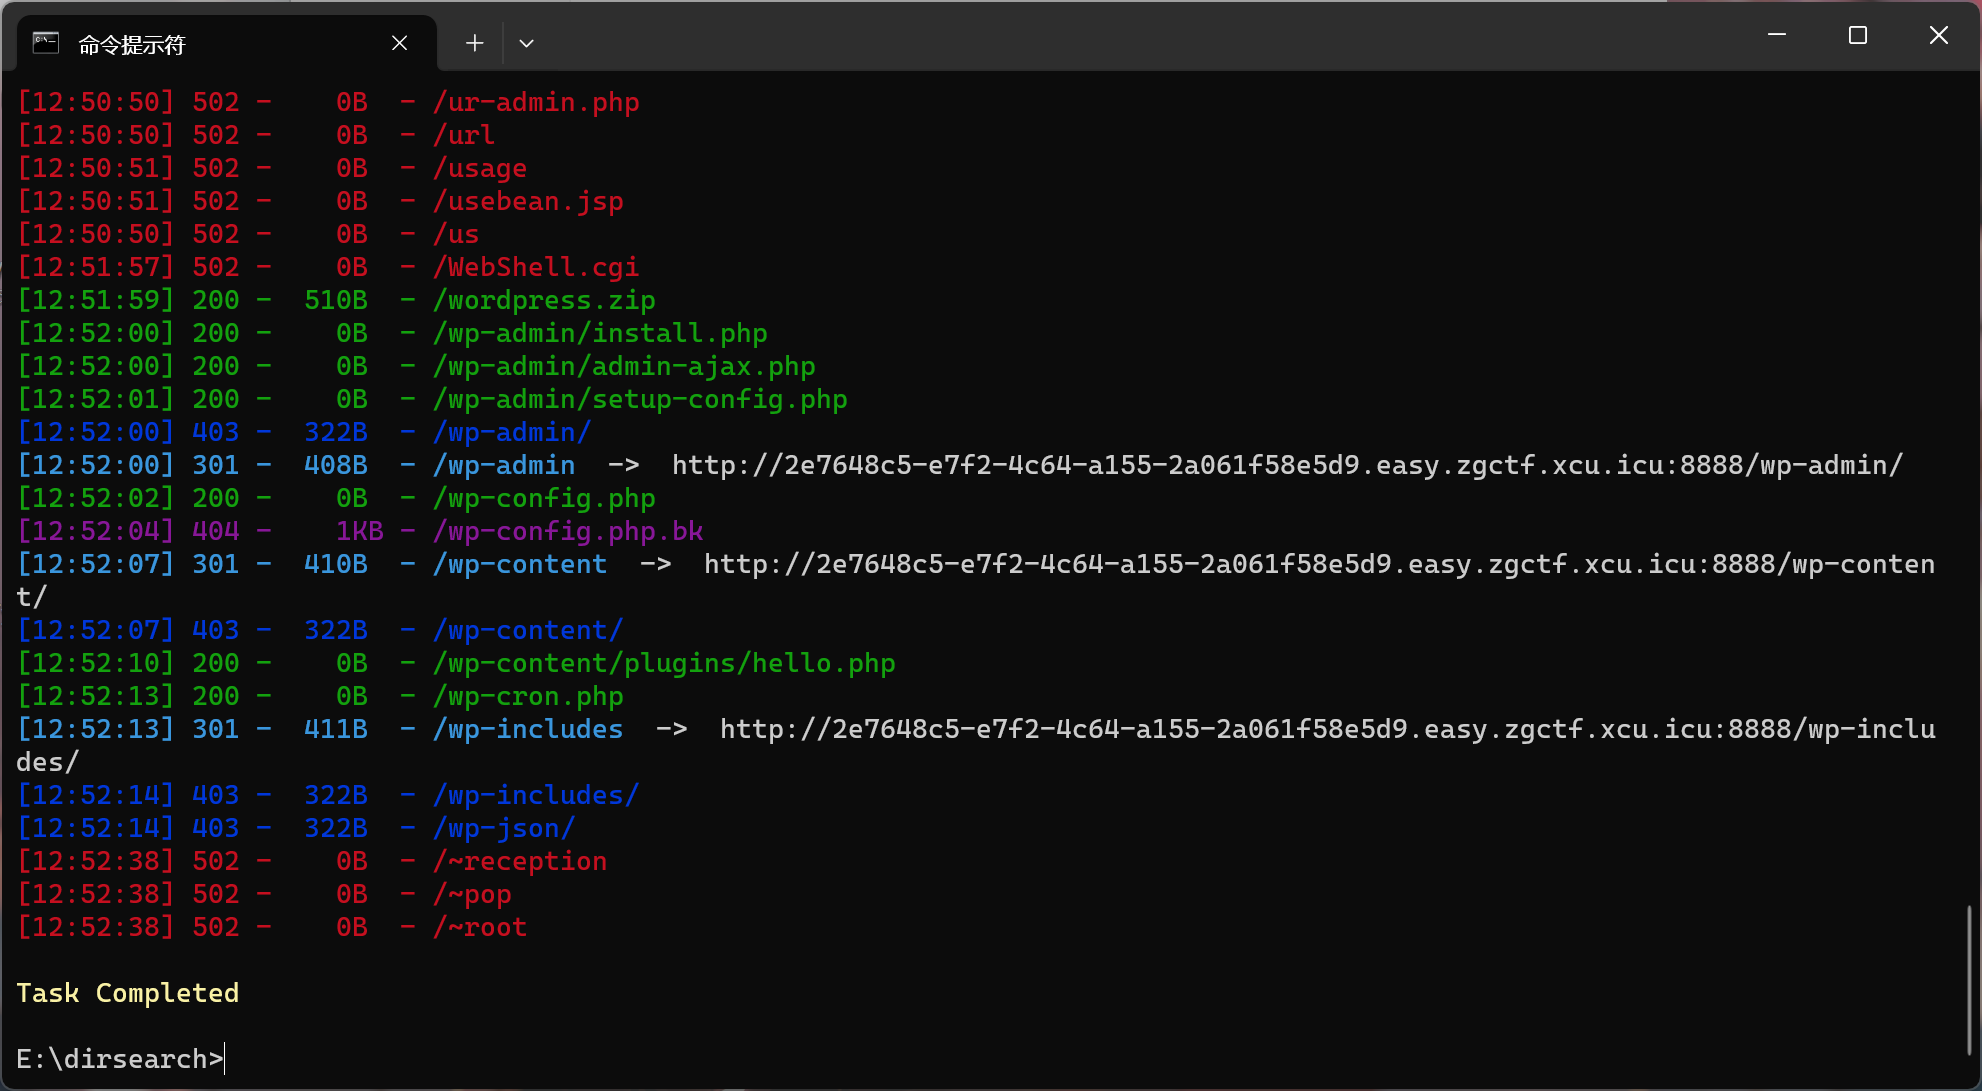 命令提示符
[12:50:50] 502 -    0B  - /ur-admin.php
[12:50:50] 502 -    0B  - /url
[12:50:51] 502 -    0B  - /usage
[12:50:51] 502 -    0B  - /usebean.jsp
[12:50:50] 502 -    0B  - /us
[12:51:57] 502 -    0B  - /WebShell.cgi
[12:51:59] 200 -  510B  - /wordpress.zip
[12:52:00] 200 -    0B  - /wp-admin/install.php
[12:52:00] 200 -    0B  - /wp-admin/admin-ajax.php
[12:52:01] 200 -    0B  - /wp-admin/setup-config.php
[12:52:00] 403 -  322B  - /wp-admin/
[12:52:00] 301 -  408B  - /wp-admin  ->  http://2e7648c5-e7f2-4c64-a155-2a061f58e5d9.easy.zgctf.xcu.icu:8888/wp-admin/
[12:52:02] 200 -    0B  - /wp-config.php
[12:52:04] 404 -    1KB - /wp-config.php.bk
[12:52:07] 301 -  410B  - /wp-content  ->  http://2e7648c5-e7f2-4c64-a155-2a061f58e5d9.easy.zgctf.xcu.icu:8888/wp-conten
t/
[12:52:07] 403 -  322B  - /wp-content/
[12:52:10] 200 -    0B  - /wp-content/plugins/hello.php
[12:52:13] 200 -    0B  - /wp-cron.php
[12:52:13] 301 -  411B  - /wp-includes  ->  http://2e7648c5-e7f2-4c64-a155-2a061f58e5d9.easy.zgctf.xcu.icu:8888/wp-inclu
des/
[12:52:14] 403 -  322B  - /wp-includes/
[12:52:14] 403 -  322B  - /wp-json/
[12:52:38] 502 -    0B  - /~reception
[12:52:38] 502 -    0B  - /~pop
[12:52:38] 502 -    0B  - /~root
Task Completed
E:\dirsearch>